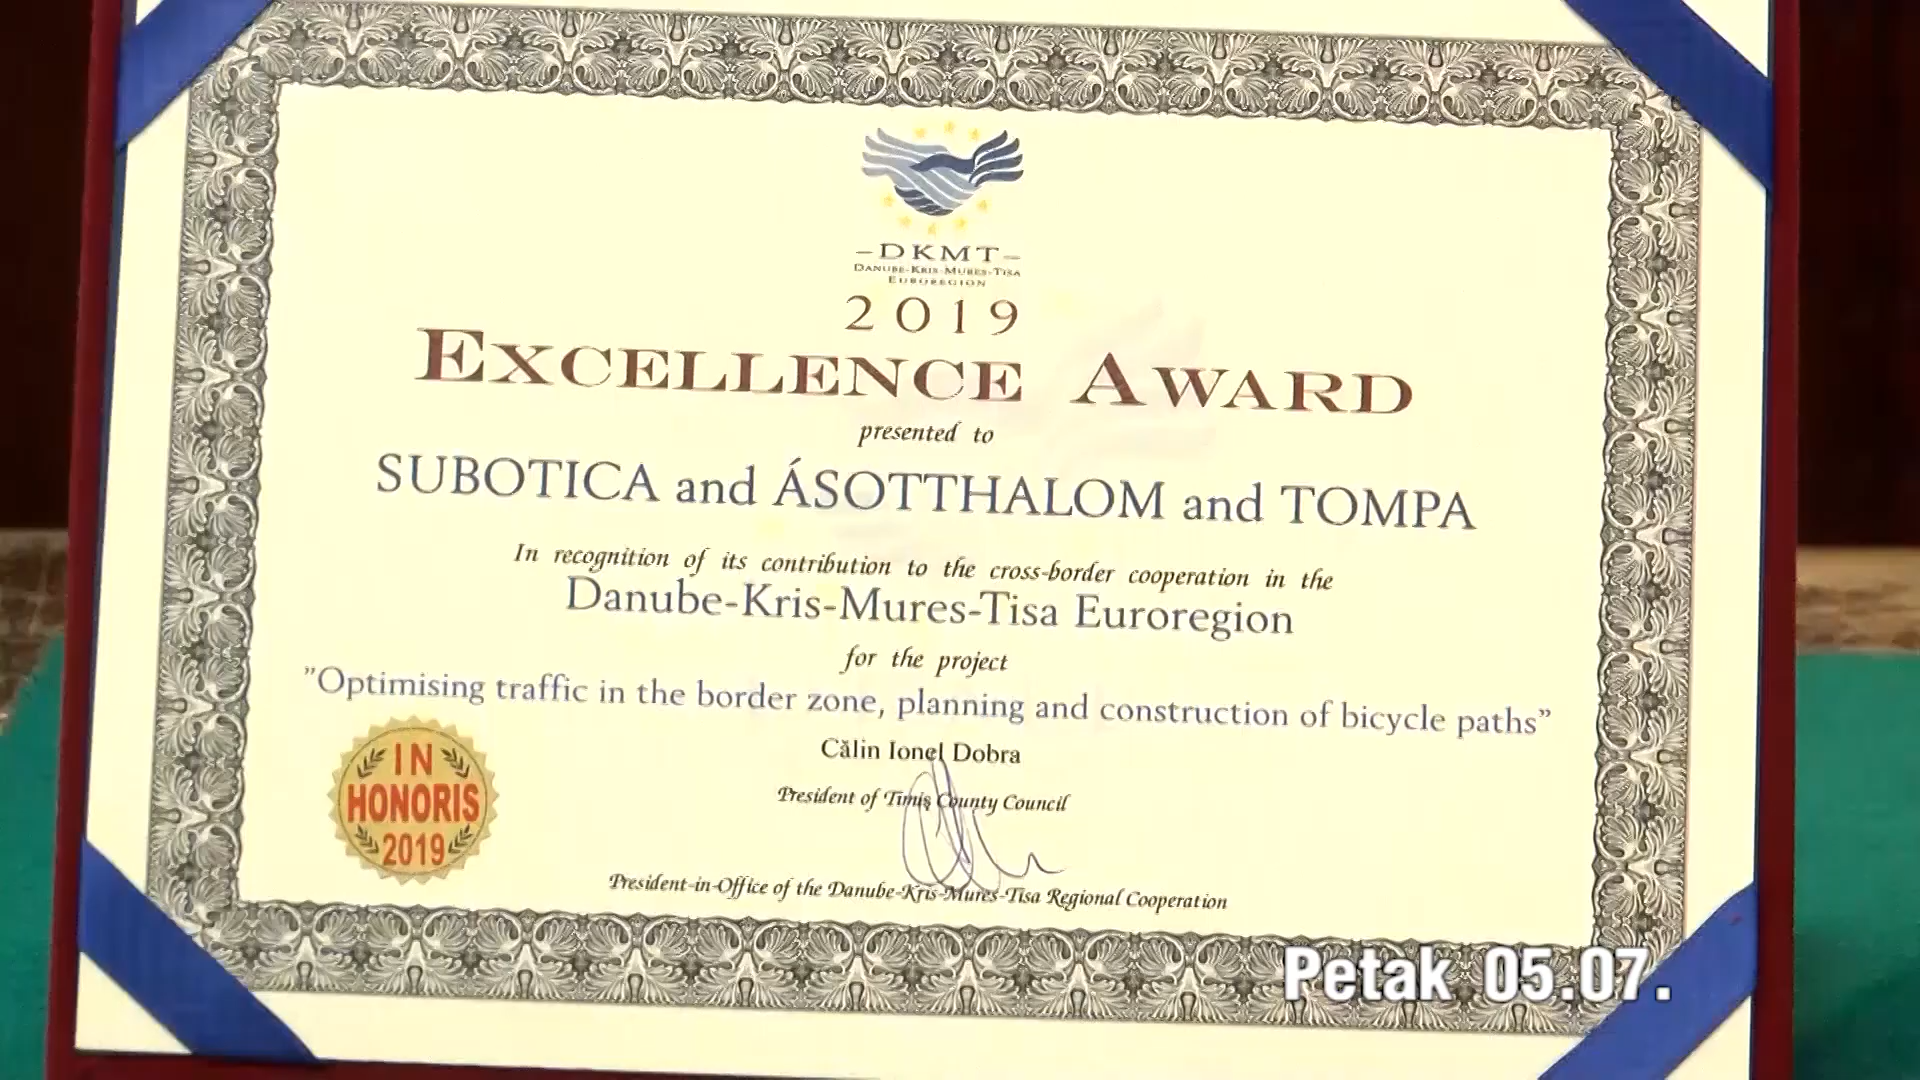 DKMT
DANUBE-KRIS-MURES-TISA
EUROREGION
2019
EXCELLENCE AWARD
presented to
SUBOTICA and ÁSOTTHALOM and TOMPA
In recognition of its contribution to the cross-border cooperation in the
Danube-Kris-Mures-Tisa Euroregion
for the project
"Optimising traffic in the border zone, planning and construction of bicycle paths"
Călin Ionel Dobra
President of Timiş County Council
President-in-Office of the Danube-Kris-Mures-Tisa Regional Cooperation
IN
HONORIS
2019
Petak 05.07.